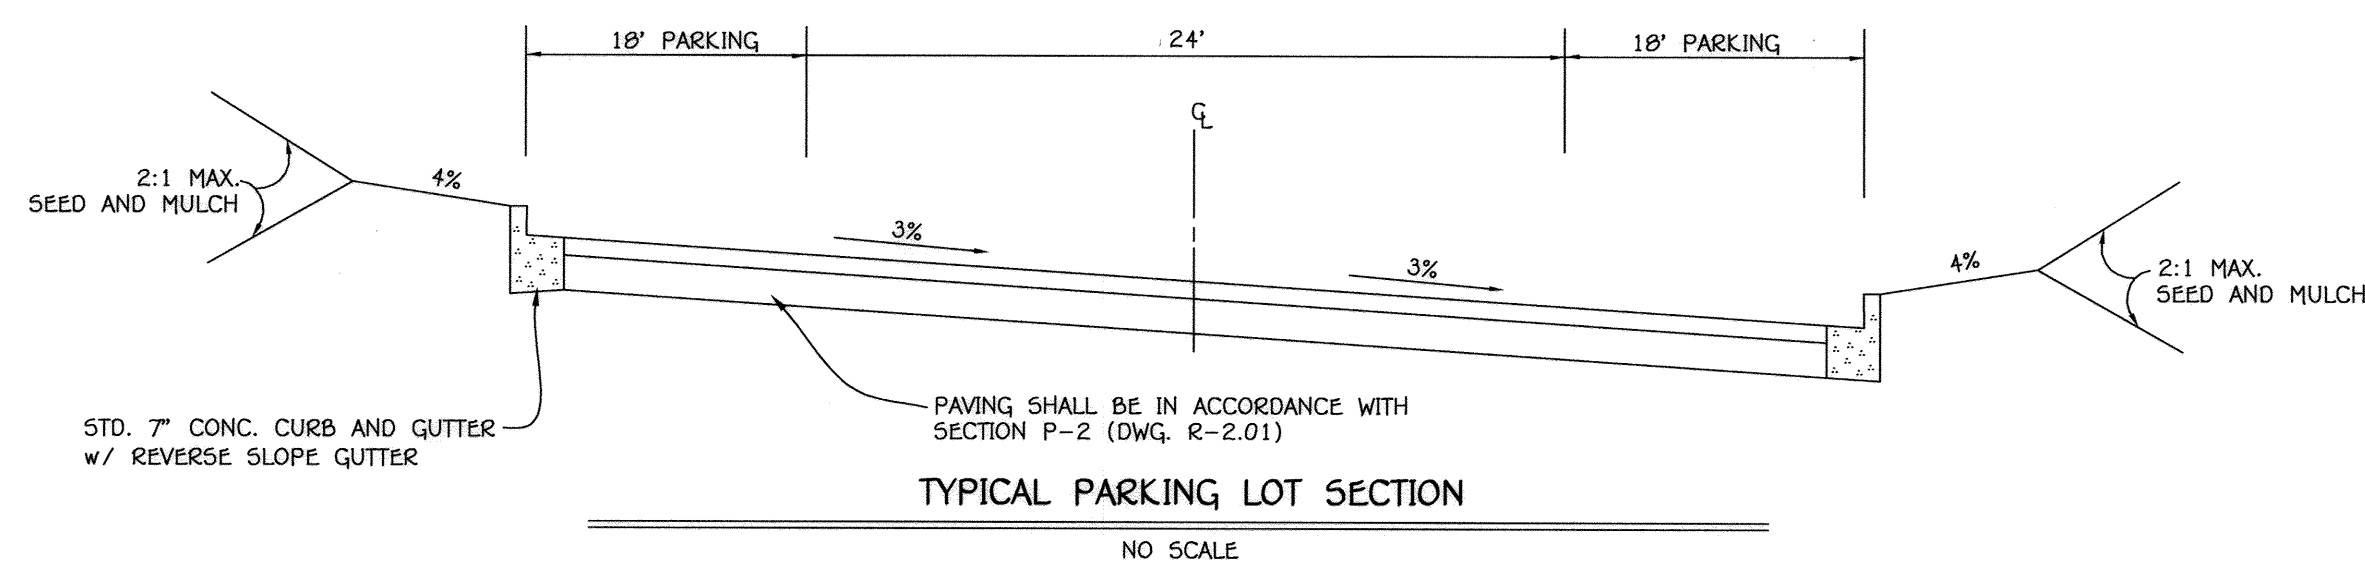 18' PARKING
24'
18' PARKING
CL
2:1 MAX.
SEED AND MULCH
4%
3%
3%
4%
2:1 MAX.
SEED AND MULCH
STD. 7" CONC. CURB AND GUTTER
w/ REVERSE SLOPE GUTTER
PAVING SHALL BE IN ACCORDANCE WITH
SECTION P-2 (DWG. R-2.01)
TYPICAL PARKING LOT SECTION
NO SCALE